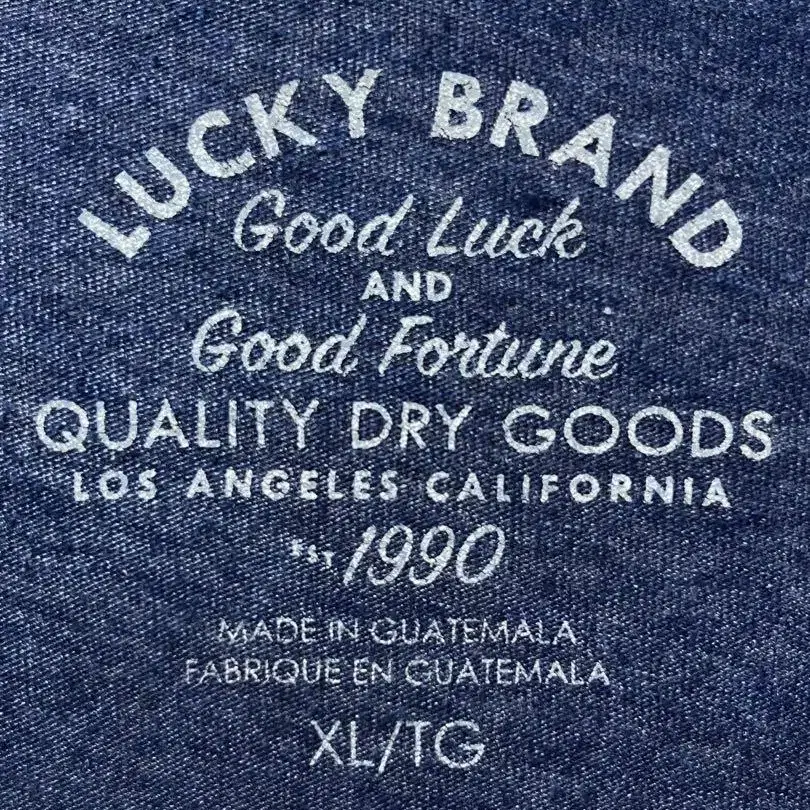 LUCKY BRAND
Good Luck
AND
Good Fortune
QUALITY DRY GOODS
LOS ANGELES CALIFORNIA
EST 1990
MADE IN GUATEMALA
FABRIQUE EN GUATEMALA
XL/TG